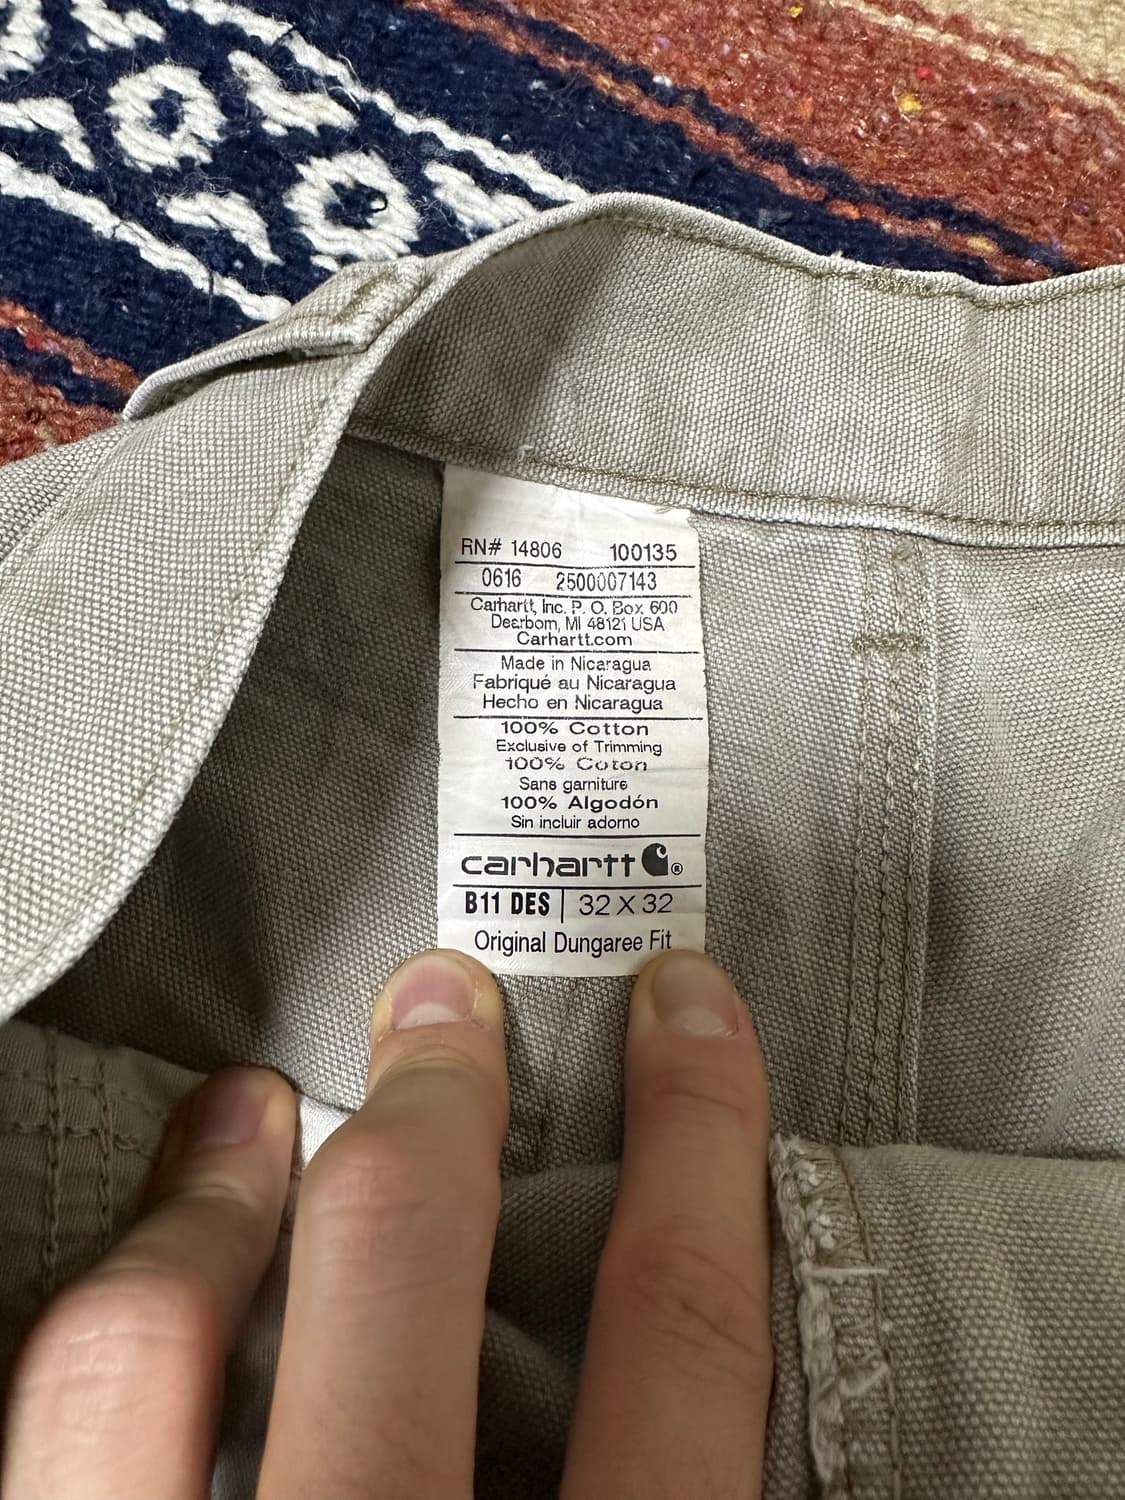 RN# 14806 100135
0616 2500007143
Carhartt, Inc. P. O. Box 600
Dearborn, MI 48121 USA
Carhartt.com
Made in Nicaragua
Fabriqué au Nicaragua
Hecho en Nicaragua
100% Cotton
Exclusive of Trimming
100% Coton
Sans garniture
100% Algodón
Sin incluir adorno
carhartt ®
B11 DES | 32 X 32
Original Dungaree Fit